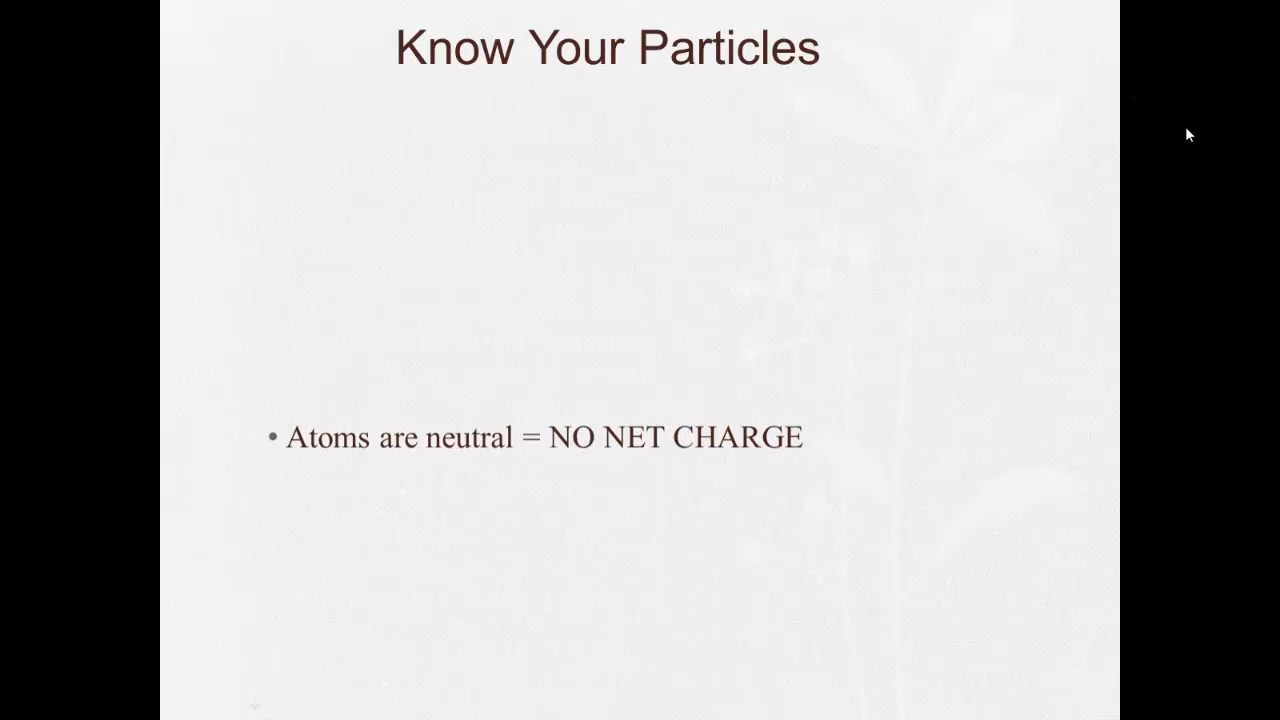 Know Your Particles
• Atoms are neutral = NO NET CHARGE